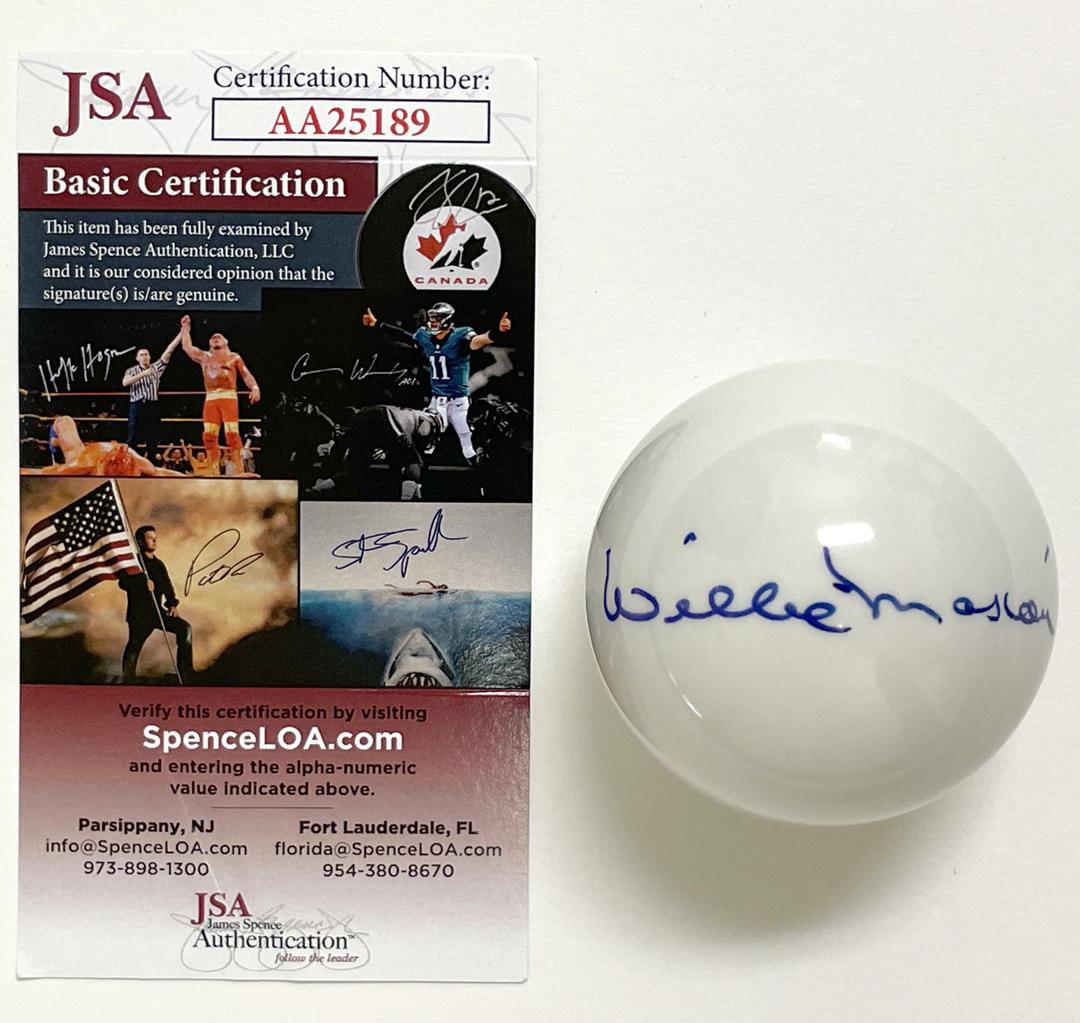 JSA
Certification Number:
AA25189
Basic Certification
This item has been fully examined by
James Spence Authentication, LLC
and it is our considered opinion that the
signature(s) is/are genuine.
CANADA
11
Verify this certification by visiting
SpenceLOA.com
and entering the alpha-numeric
value indicated above.
Parsippany, NJ
info@SpenceLOA.com
973-898-1300
Fort Lauderdale, FL
florida@SpenceLOA.com
954-380-8670
JSA
James Spence
Authentication™
follow the leader
Willie Mosconi